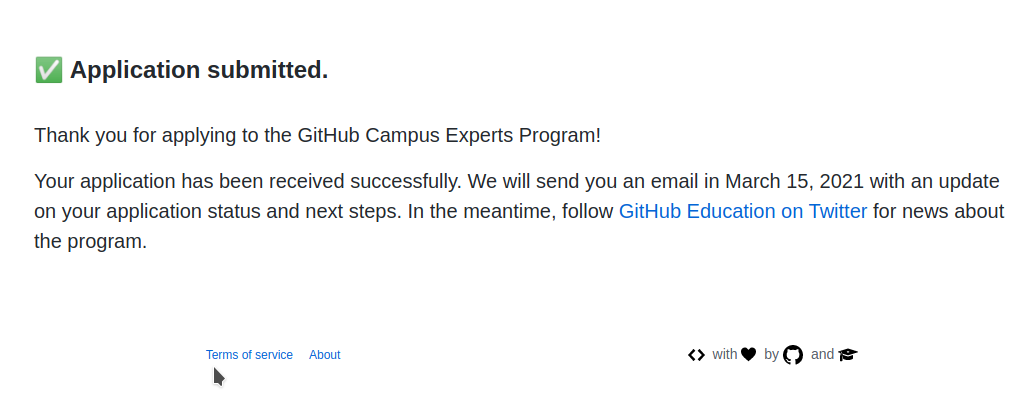 ✅ Application submitted.
Thank you for applying to the GitHub Campus Experts Program!
Your application has been received successfully. We will send you an email in March 15, 2021 with an update
on your application status and next steps. In the meantime, follow GitHub Education on Twitter for news about
the program.
Terms of service About
with by and